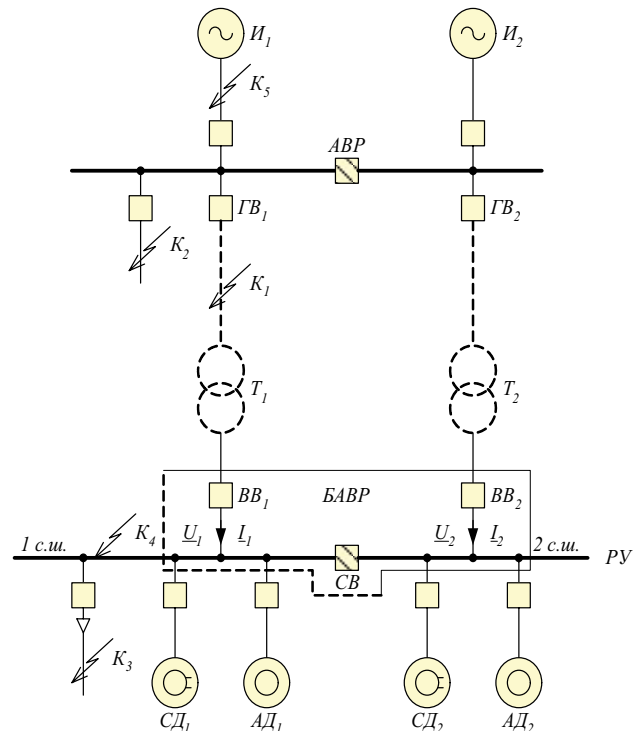 И₁ И₂
К₅
АВР
ГВ₁ ГВ₂
К₂ К₁
Т₁ Т₂
ВВ₁ БАВР ВВ₂
1 с.ш. К₄ U₁ I₁ U₂ I₂ 2 с.ш. РУ
СВ
К₃
СД₁ АД₁ СД₂ АД₂